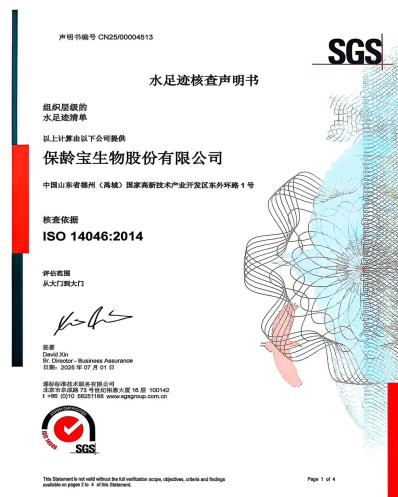 声明书编号 CN25/00004513
SGS
水足迹核查声明书
组织层级的
水足迹清单
以上计算由以下公司提供
保龄宝生物股份有限公司
中国山东省德州（禹城）国家高新技术产业开发区东外环路 1 号
核查依据
ISO 14046:2014
评估范围
从大门到大门
签署
David Xin
Sr. Director - Business Assurance
日期: 2025 年 07 月 01 日
通标标准技术服务有限公司
北京市阜成路 73 号世纪裕惠大厦 16 层 100142
t +86 (0)10 58251188 www.sgsgroup.com.cn
ISO 14046
SGS
This Statement is not valid without the full verification scope, objectives, criteria and findings
available on pages 2 to 4 of this Statement.
Page 1 of 4